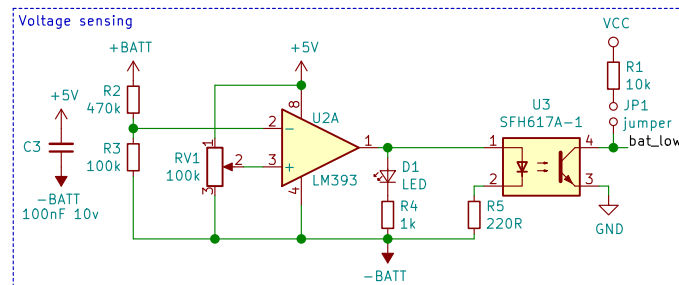 Voltage sensing
VCC
+BATT
+5V
R1
10k
R2
470k
+5V
8
U2A
U3
SFH617A-1
JP1
jumper
bat_low
C3
R3
100k
2
−
1
RV1
100k
1
2
3
3
+
LM393
4
D1
LED
1
2
4
3
−BATT
100nF 10v
R4
1k
R5
220R
GND
−BATT